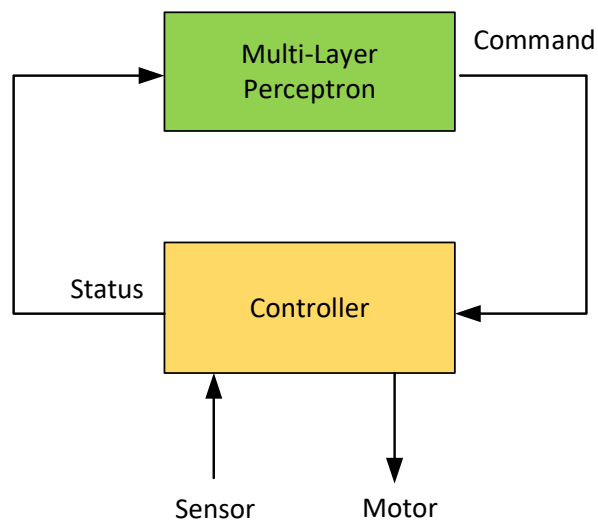 Multi-Layer
Perceptron
Command
Status
Controller
Sensor
Motor